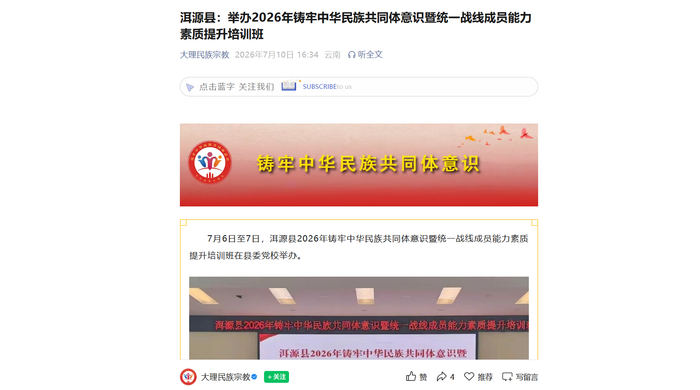 洱源县：举办2026年铸牢中华民族共同体意识暨统一战线成员能力
素质提升培训班
大理民族宗教 2026年7月10日 16:34 云南 听全文
点击蓝字 关注我们 SUBSCRIBE to us
铸牢中华民族共同体意识
7月6日至7日，洱源县2026年铸牢中华民族共同体意识暨统一战线成员能力素质
提升培训班在县委党校举办。
洱源县2026年铸牢中华民族共同体意识暨统一战线成员能力素质提升培训
洱源县2026年铸牢中华民族共同体意识暨
大理民族宗教 +关注 赞 4 推荐 写留言